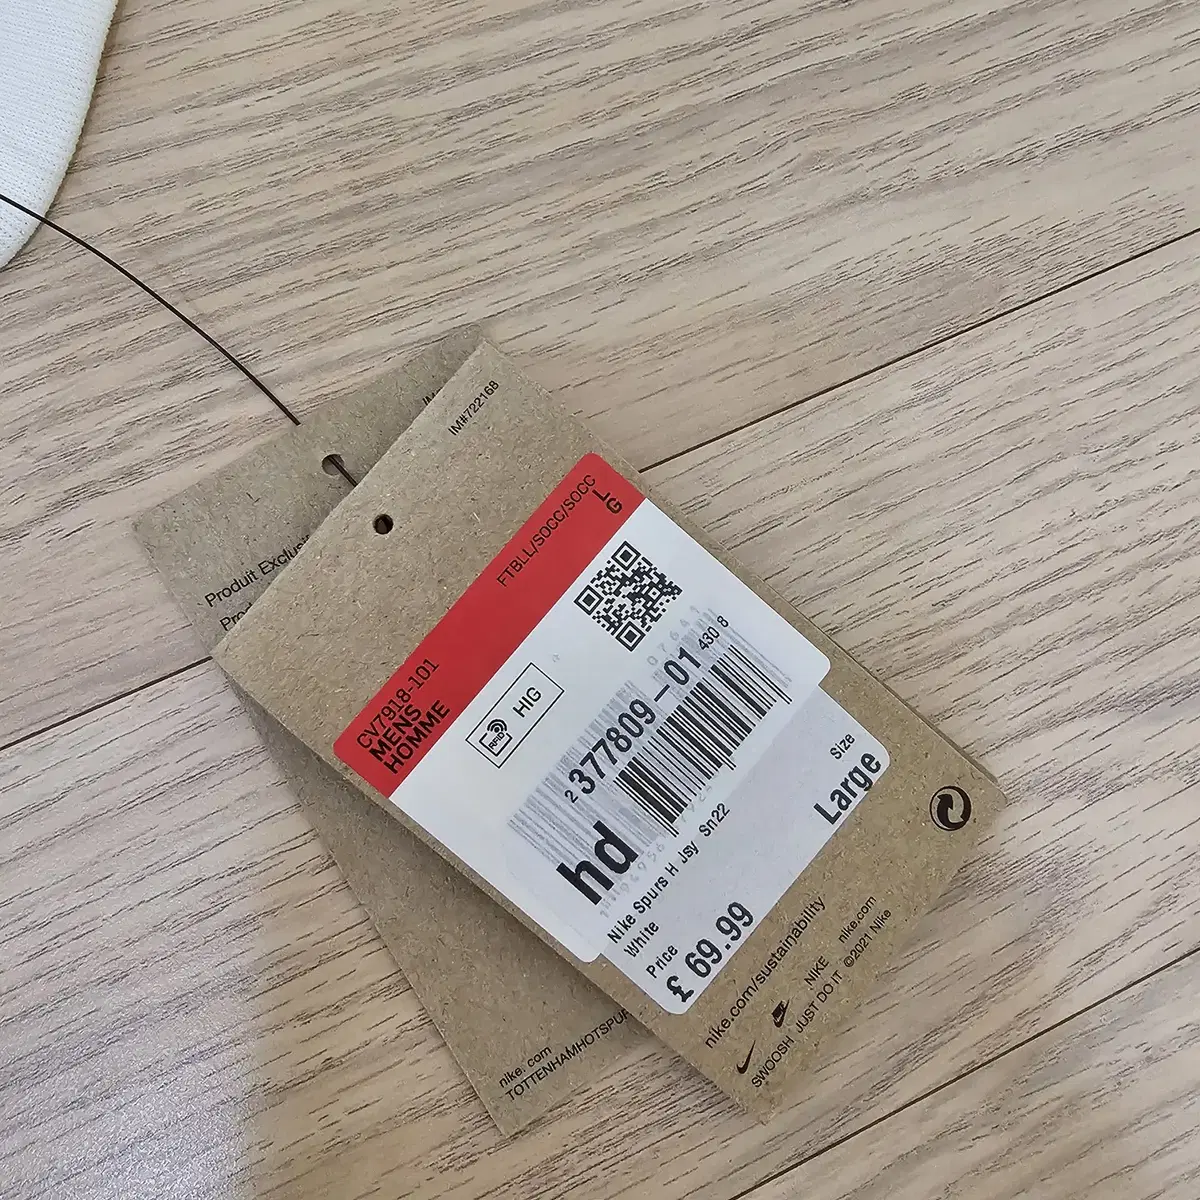 IM#722168
Produit Exclusi
FTBLL/SOCC/SOCC
L
G
CV7918-101
MENS
HOMME
RFID
HIG
2 377809-01 430 8
hd
Nike Spurs H Jsy Sn22
White
Size
Large
Price
£ 69.99
nike.com/sustainability
NIKE nike.com
SWOOSH JUST DO IT ©2021 Nike
nike.com
TOTTENHAMHOTSPUR